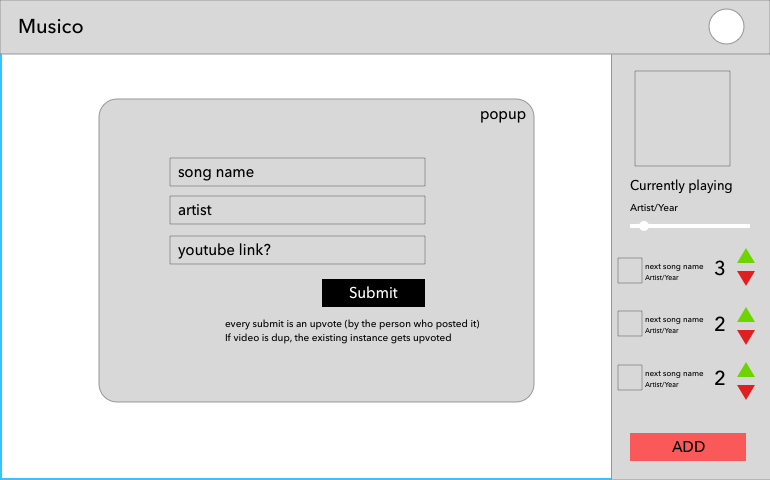 Musico
popup
song name
artist
youtube link?
Submit
every submit is an upvote (by the person who posted it)
If video is dup, the existing instance gets upvoted
Currently playing
Artist/Year
next song name
Artist/Year
3
next song name
Artist/Year
2
next song name
Artist/Year
2
ADD